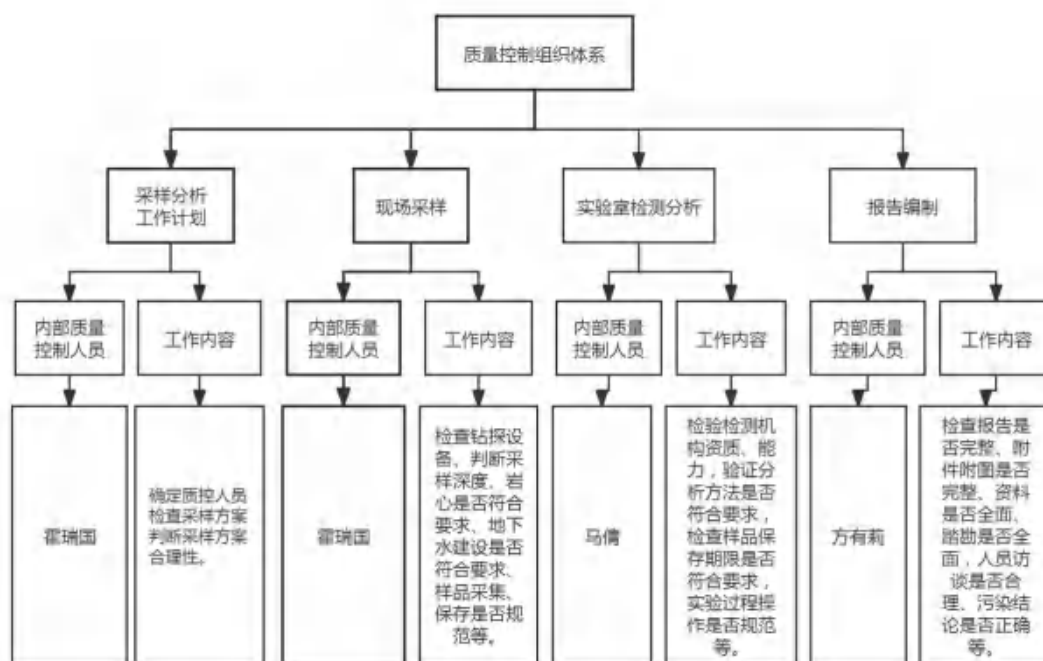 质量控制组织体系
采样分析
工作计划
现场采样
实验室检测分析
报告编制
内部质量
控制人员
工作内容
内部质量
控制人员
工作内容
内部质量
控制人员
工作内容
内部质量
控制人员
工作内容
霍瑞国
确定质控人员
检查采样方案
判断采样方案
合理性。
霍瑞国
检查钻探设
备、判断采
样深度、岩
心是否符合
要求、地下
水建设是否
符合要求、
样品采集、
保存是否规
范等。
马倩
检验检测机
构资质、能
力，验证分
析方法是否
符合要求，
检查样品保
存期限是否
符合要求，
实验过程操
作是否规范
等。
方有莉
检查报告是
否完整、附
件附图是否
完整、资料
是否全面、
踏勘是否全
面，人员访
谈是否合
理、污染结
论是否正确
等。